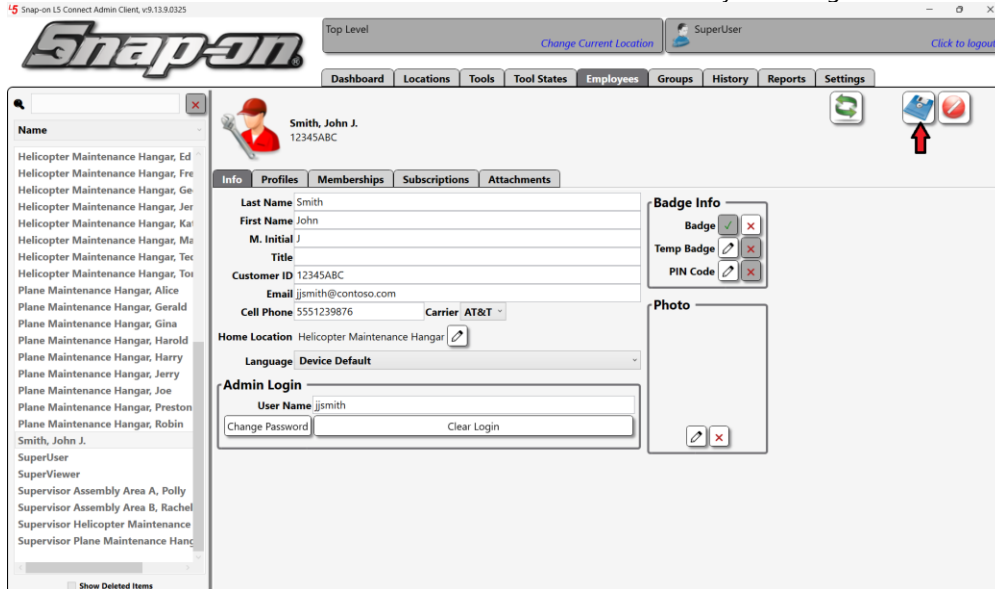 Snap-on L5 Connect Admin Client, v:9.13.9.0325
Snap-on
Top Level
Change Current Location
SuperUser
Click to logout
Dashboard Locations Tools Tool States Employees Groups History Reports Settings
Name
Helicopter Maintenance Hangar, Ed
Helicopter Maintenance Hangar, Fre
Helicopter Maintenance Hangar, Ge
Helicopter Maintenance Hangar, Jer
Helicopter Maintenance Hangar, Kat
Helicopter Maintenance Hangar, Ma
Helicopter Maintenance Hangar, Tec
Helicopter Maintenance Hangar, Tor
Plane Maintenance Hangar, Alice
Plane Maintenance Hangar, Gerald
Plane Maintenance Hangar, Gina
Plane Maintenance Hangar, Harold
Plane Maintenance Hangar, Harry
Plane Maintenance Hangar, Jerry
Plane Maintenance Hangar, Joe
Plane Maintenance Hangar, Preston
Plane Maintenance Hangar, Robin
Smith, John J.
SuperUser
SuperViewer
Supervisor Assembly Area A, Polly
Supervisor Assembly Area B, Rachel
Supervisor Helicopter Maintenance
Supervisor Plane Maintenance Hang
Show Deleted Items
Smith, John J.
12345ABC
Info Profiles Memberships Subscriptions Attachments
Last Name Smith
First Name John
M. Initial J
Title
Customer ID 12345ABC
Email jjsmith@contoso.com
Cell Phone 5551239876 Carrier AT&T
Home Location Helicopter Maintenance Hangar
Language Device Default
Admin Login
User Name jjsmith
Change Password Clear Login
Badge Info
Badge
Temp Badge
PIN Code
Photo